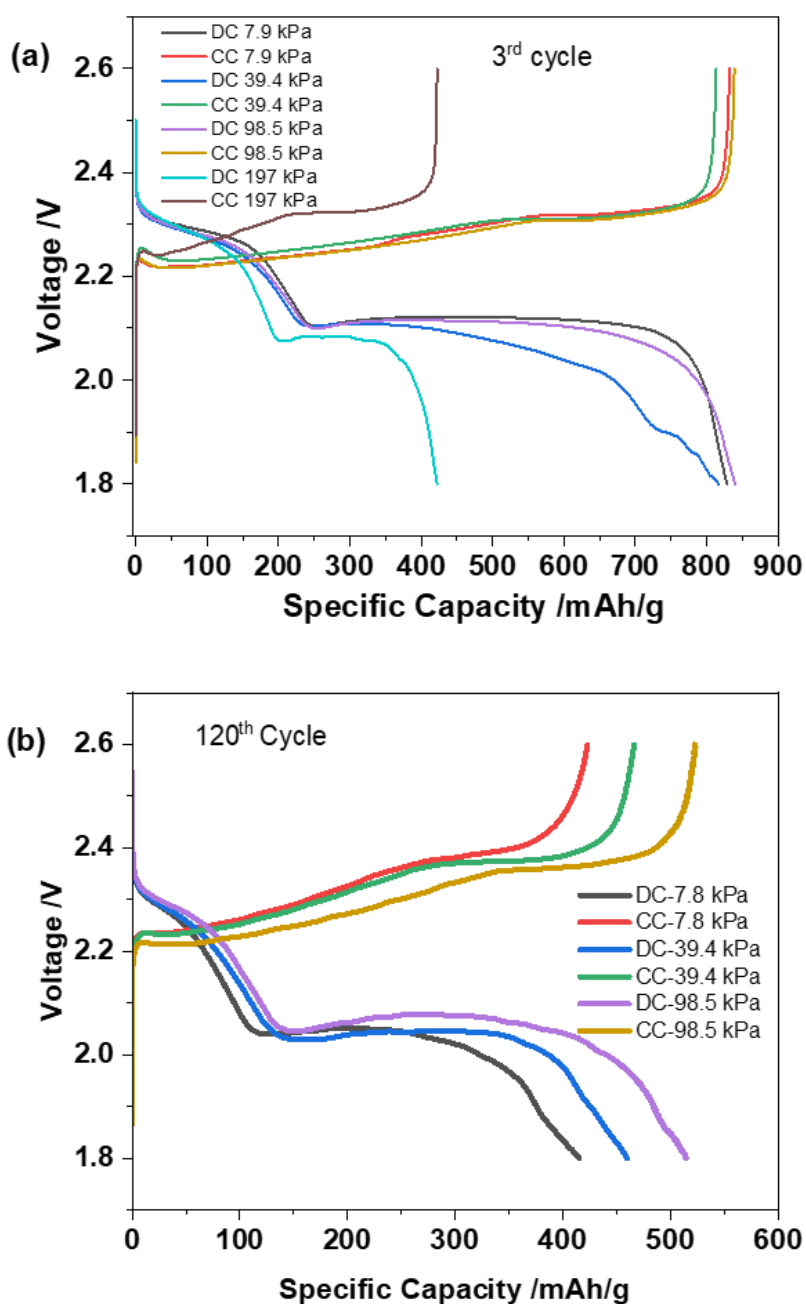 (a)
DC 7.9 kPa
CC 7.9 kPa
DC 39.4 kPa
CC 39.4 kPa
DC 98.5 kPa
CC 98.5 kPa
DC 197 kPa
CC 197 kPa
3rd cycle
2.6
2.4
2.2
2.0
1.8
Voltage /V
0 100 200 300 400 500 600 700 800 900
Specific Capacity /mAh/g
(b)
120th Cycle
2.6
2.4
2.2
2.0
1.8
Voltage /V
DC-7.8 kPa
CC-7.8 kPa
DC-39.4 kPa
CC-39.4 kPa
DC-98.5 kPa
CC-98.5 kPa
0 100 200 300 400 500 600
Specific Capacity /mAh/g